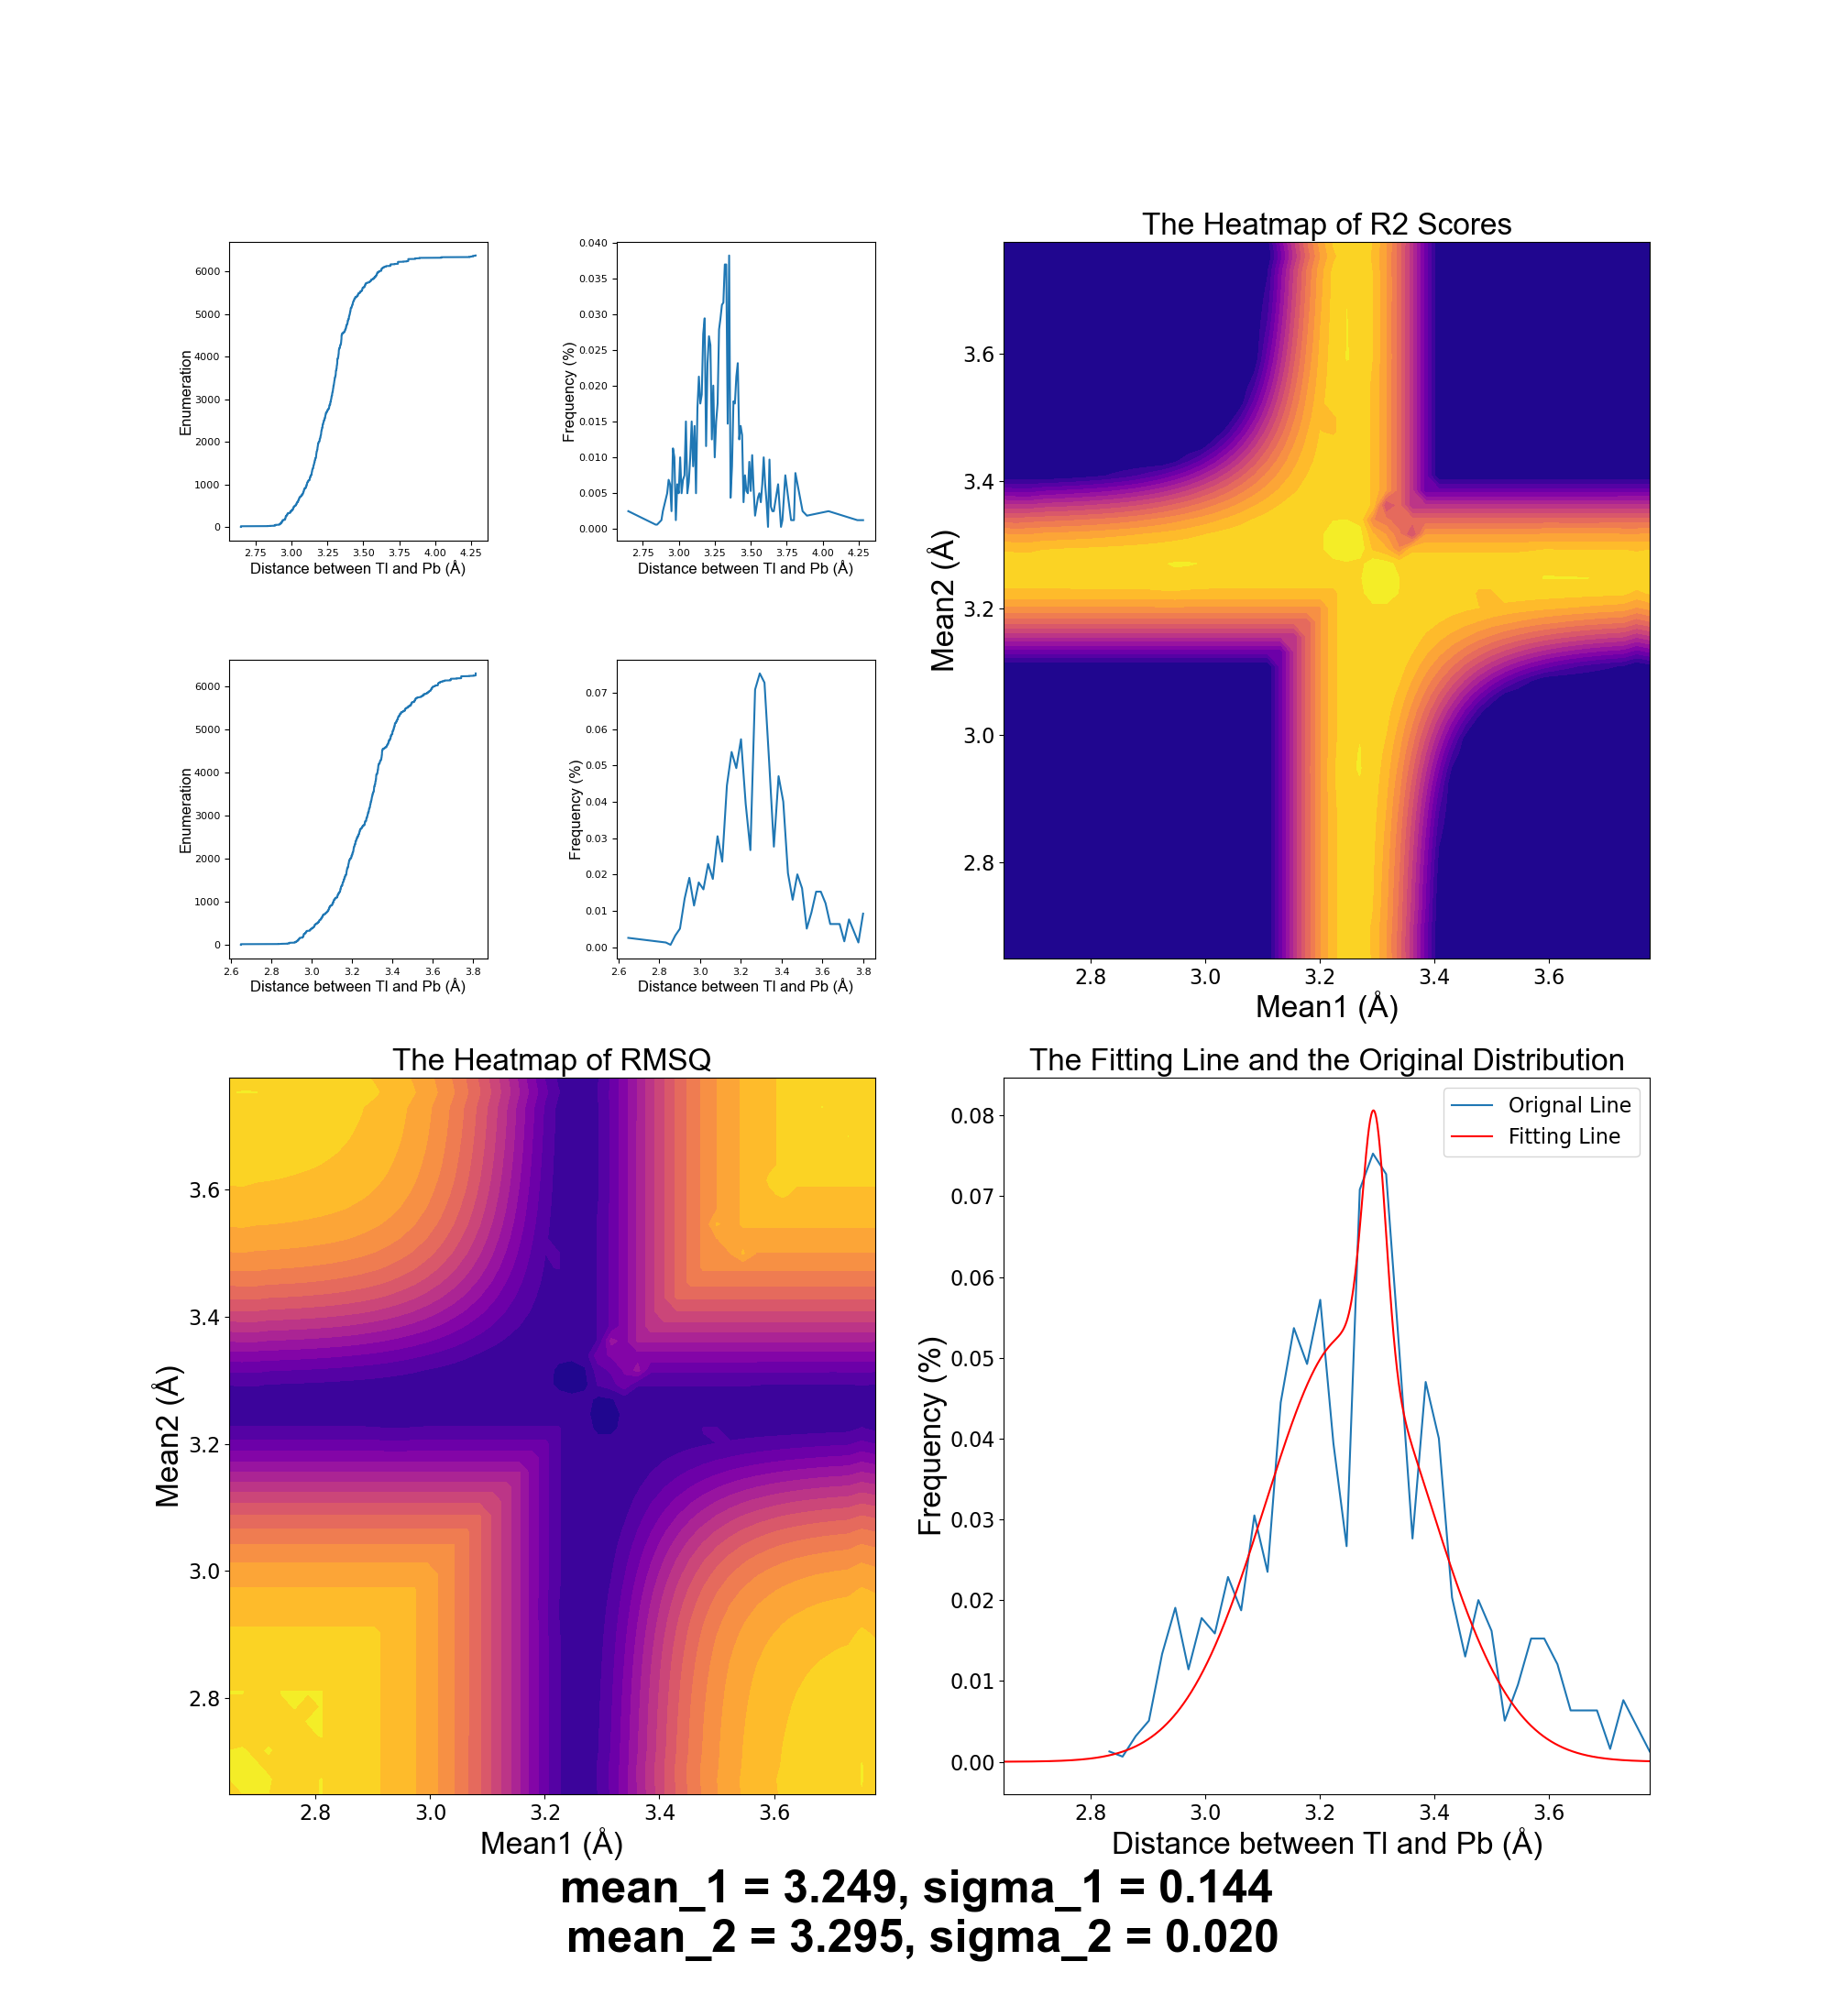 6000
5000
4000
3000
2000
1000
0
Enumeration
2.75 3.00 3.25 3.50 3.75 4.00 4.25
Distance between Tl and Pb (Å)
0.040
0.035
0.030
0.025
0.020
0.015
0.010
0.005
0.000
Frequency (%)
2.75 3.00 3.25 3.50 3.75 4.00 4.25
Distance between Tl and Pb (Å)
The Heatmap of R2 Scores
3.6
3.4
3.2
3.0
2.8
Mean2 (Å)
2.8 3.0 3.2 3.4 3.6
Mean1 (Å)
6000
5000
4000
3000
2000
1000
0
Enumeration
2.6 2.8 3.0 3.2 3.4 3.6 3.8
Distance between Tl and Pb (Å)
0.07
0.06
0.05
0.04
0.03
0.02
0.01
0.00
Frequency (%)
2.6 2.8 3.0 3.2 3.4 3.6 3.8
Distance between Tl and Pb (Å)
The Heatmap of RMSQ
3.6
3.4
3.2
3.0
2.8
Mean2 (Å)
2.8 3.0 3.2 3.4 3.6
Mean1 (Å)
The Fitting Line and the Original Distribution
Orignal Line
Fitting Line
0.08
0.07
0.06
0.05
0.04
0.03
0.02
0.01
0.00
Frequency (%)
2.8 3.0 3.2 3.4 3.6
Distance between Tl and Pb (Å)
mean_1 = 3.249, sigma_1 = 0.144
mean_2 = 3.295, sigma_2 = 0.020